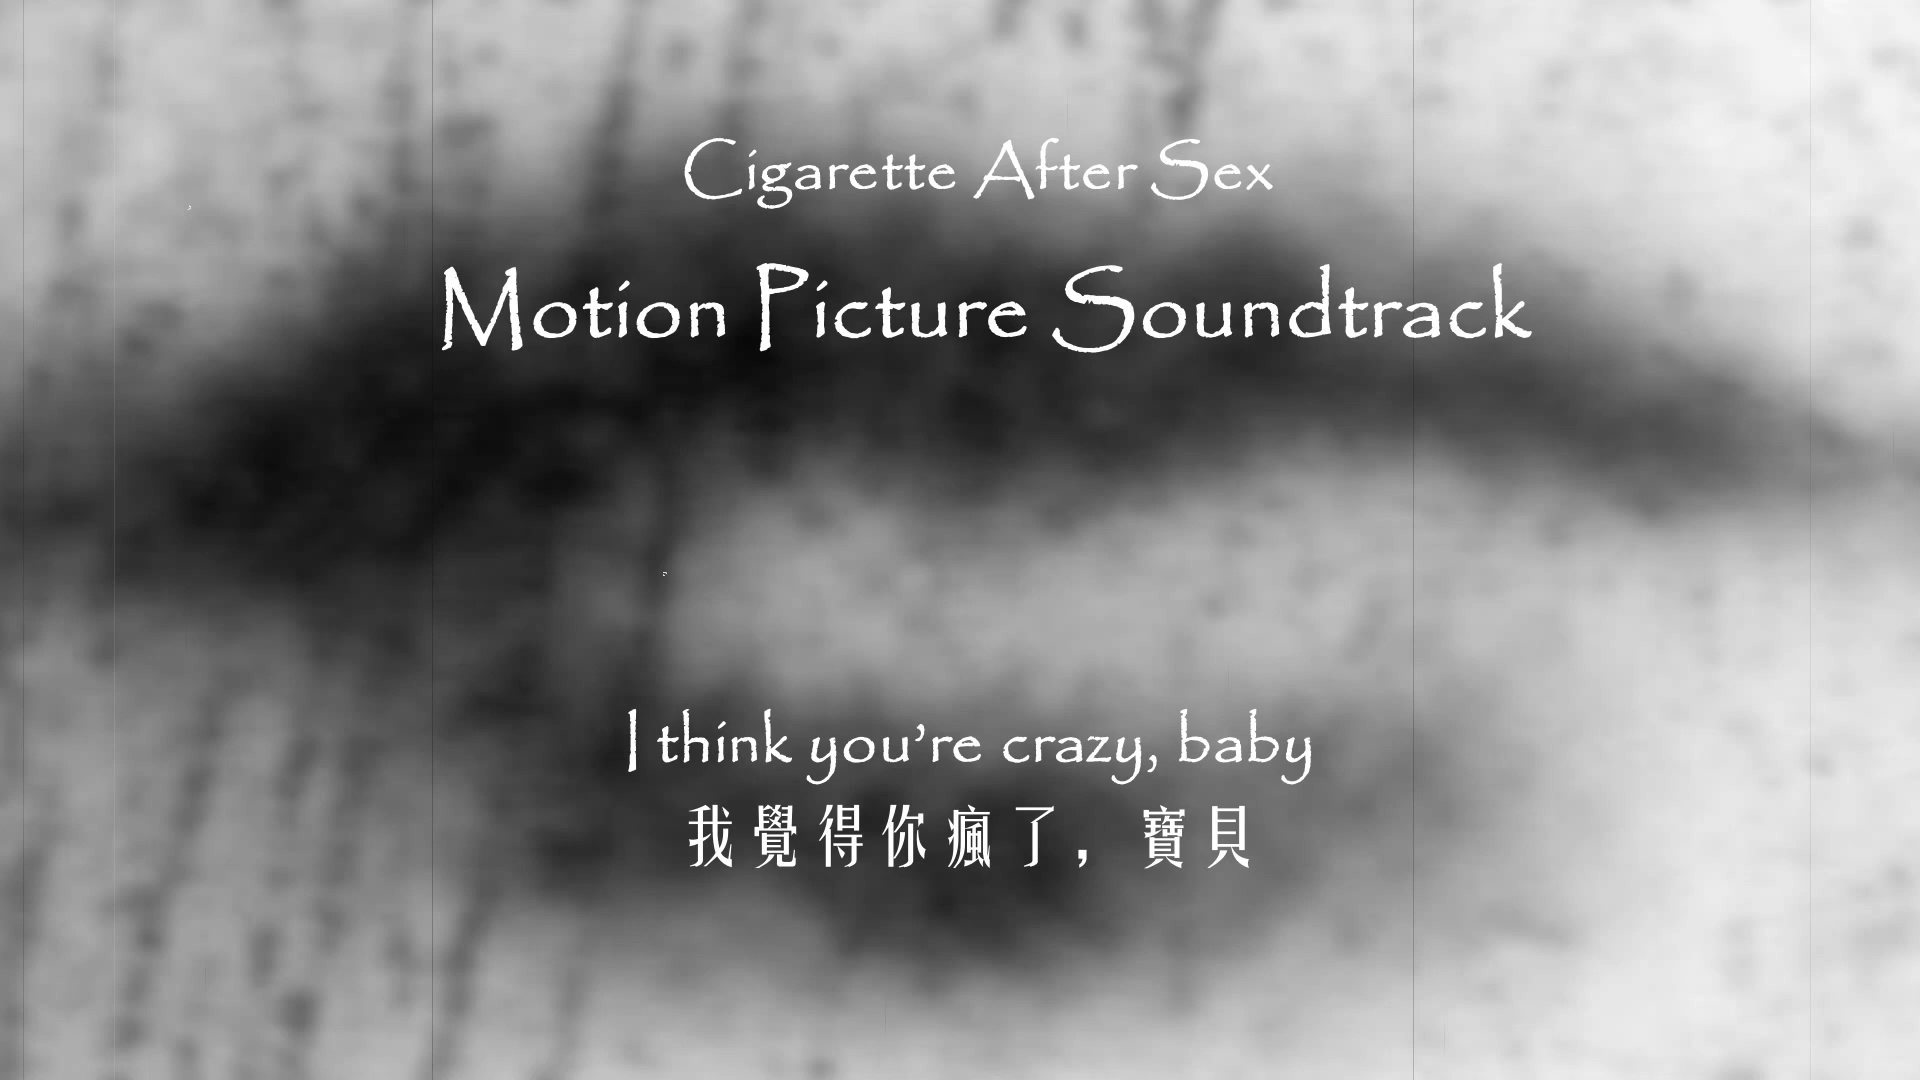 Cigarette After Sex
Motion Picture Soundtrack
I think you’re crazy, baby
我覺得你瘋了，寶貝